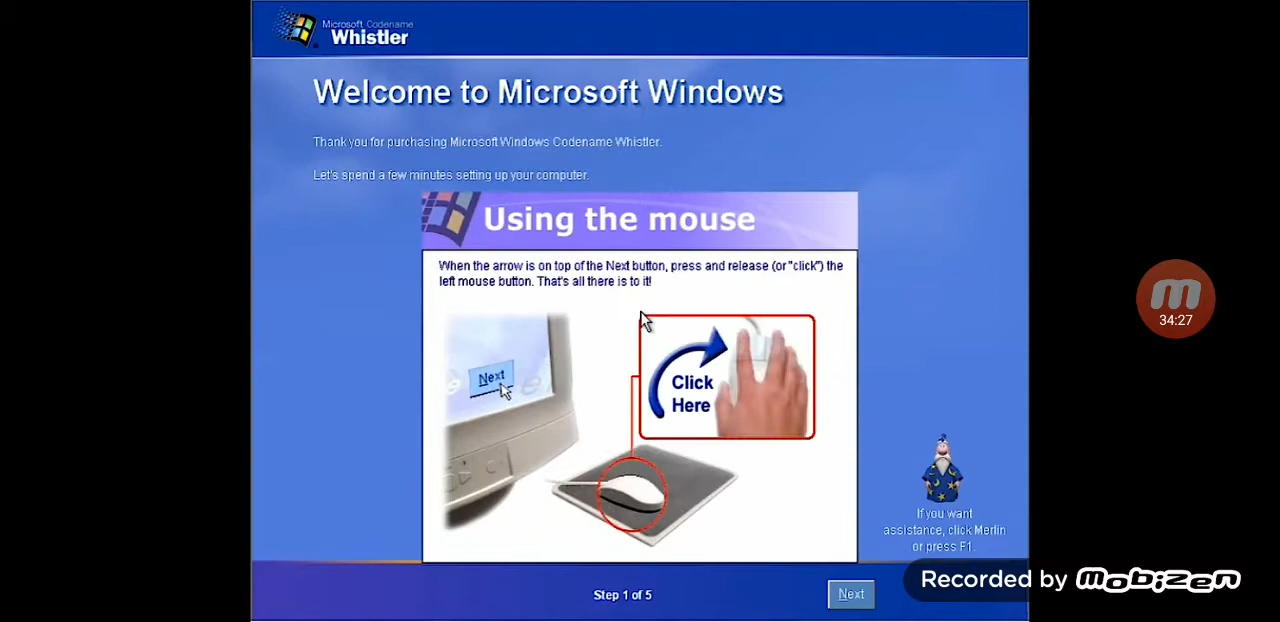 Microsoft Codename
Whistler
Welcome to Microsoft Windows
Thank you for purchasing Microsoft Windows Codename Whistler.
Let's spend a few minutes setting up your computer.
Using the mouse
When the arrow is on top of the Next button, press and release (or "click") the
left mouse button. That's all there is to it!
Next
Click
Here
34:27
If you want
assistance, click Merlin
or press F1.
Recorded by mobizen
Step 1 of 5
Next